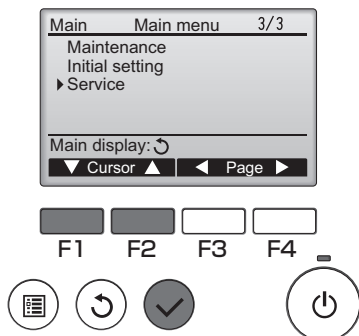 Main Main menu 3/3
Maintenance
Initial setting
Service
Main display:
Cursor Page
F1 F2 F3 F4